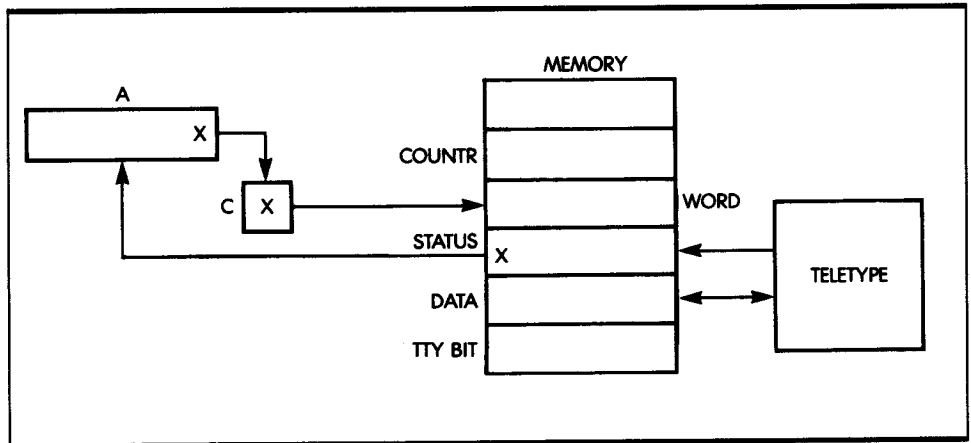 MEMORY
A
X
COUNTR
C
X
WORD
STATUS
X
TELETYPE
DATA
TTY BIT